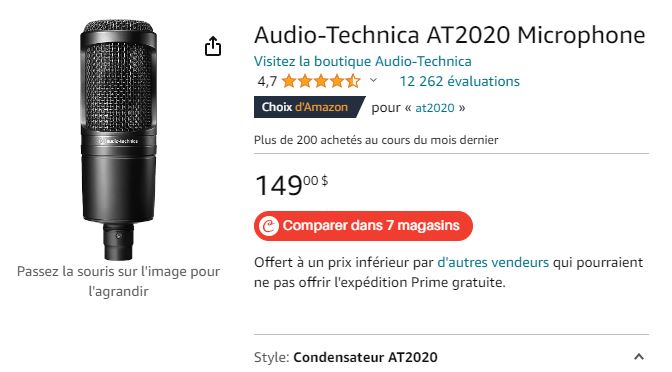 Audio-Technica AT2020 Microphone
Visitez la boutique Audio-Technica
4,7 12 262 évaluations
Choix d'Amazon pour « at2020 »
Plus de 200 achetés au cours du mois dernier
149 00 $
Comparer dans 7 magasins
Offert à un prix inférieur par d'autres vendeurs qui pourraient
ne pas offrir l'expédition Prime gratuite.
Style: Condensateur AT2020
audio-technica
Passez la souris sur l'image pour
l'agrandir